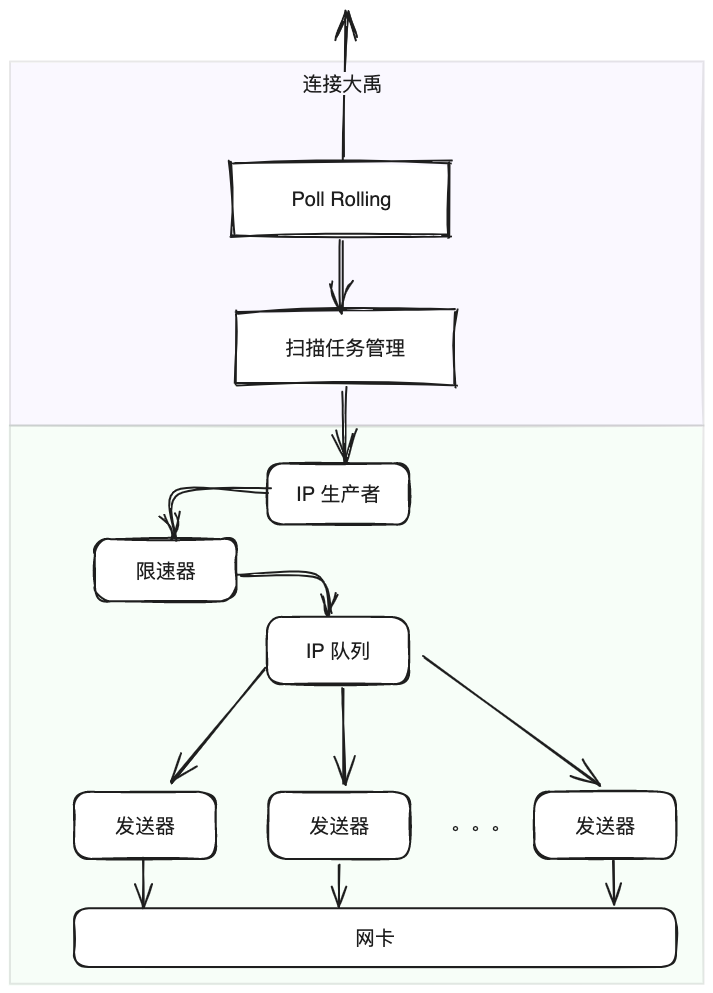 连接大禹
Poll Rolling
扫描任务管理
IP 生产者
限速器
IP 队列
发送器
发送器
。。。
发送器
网卡